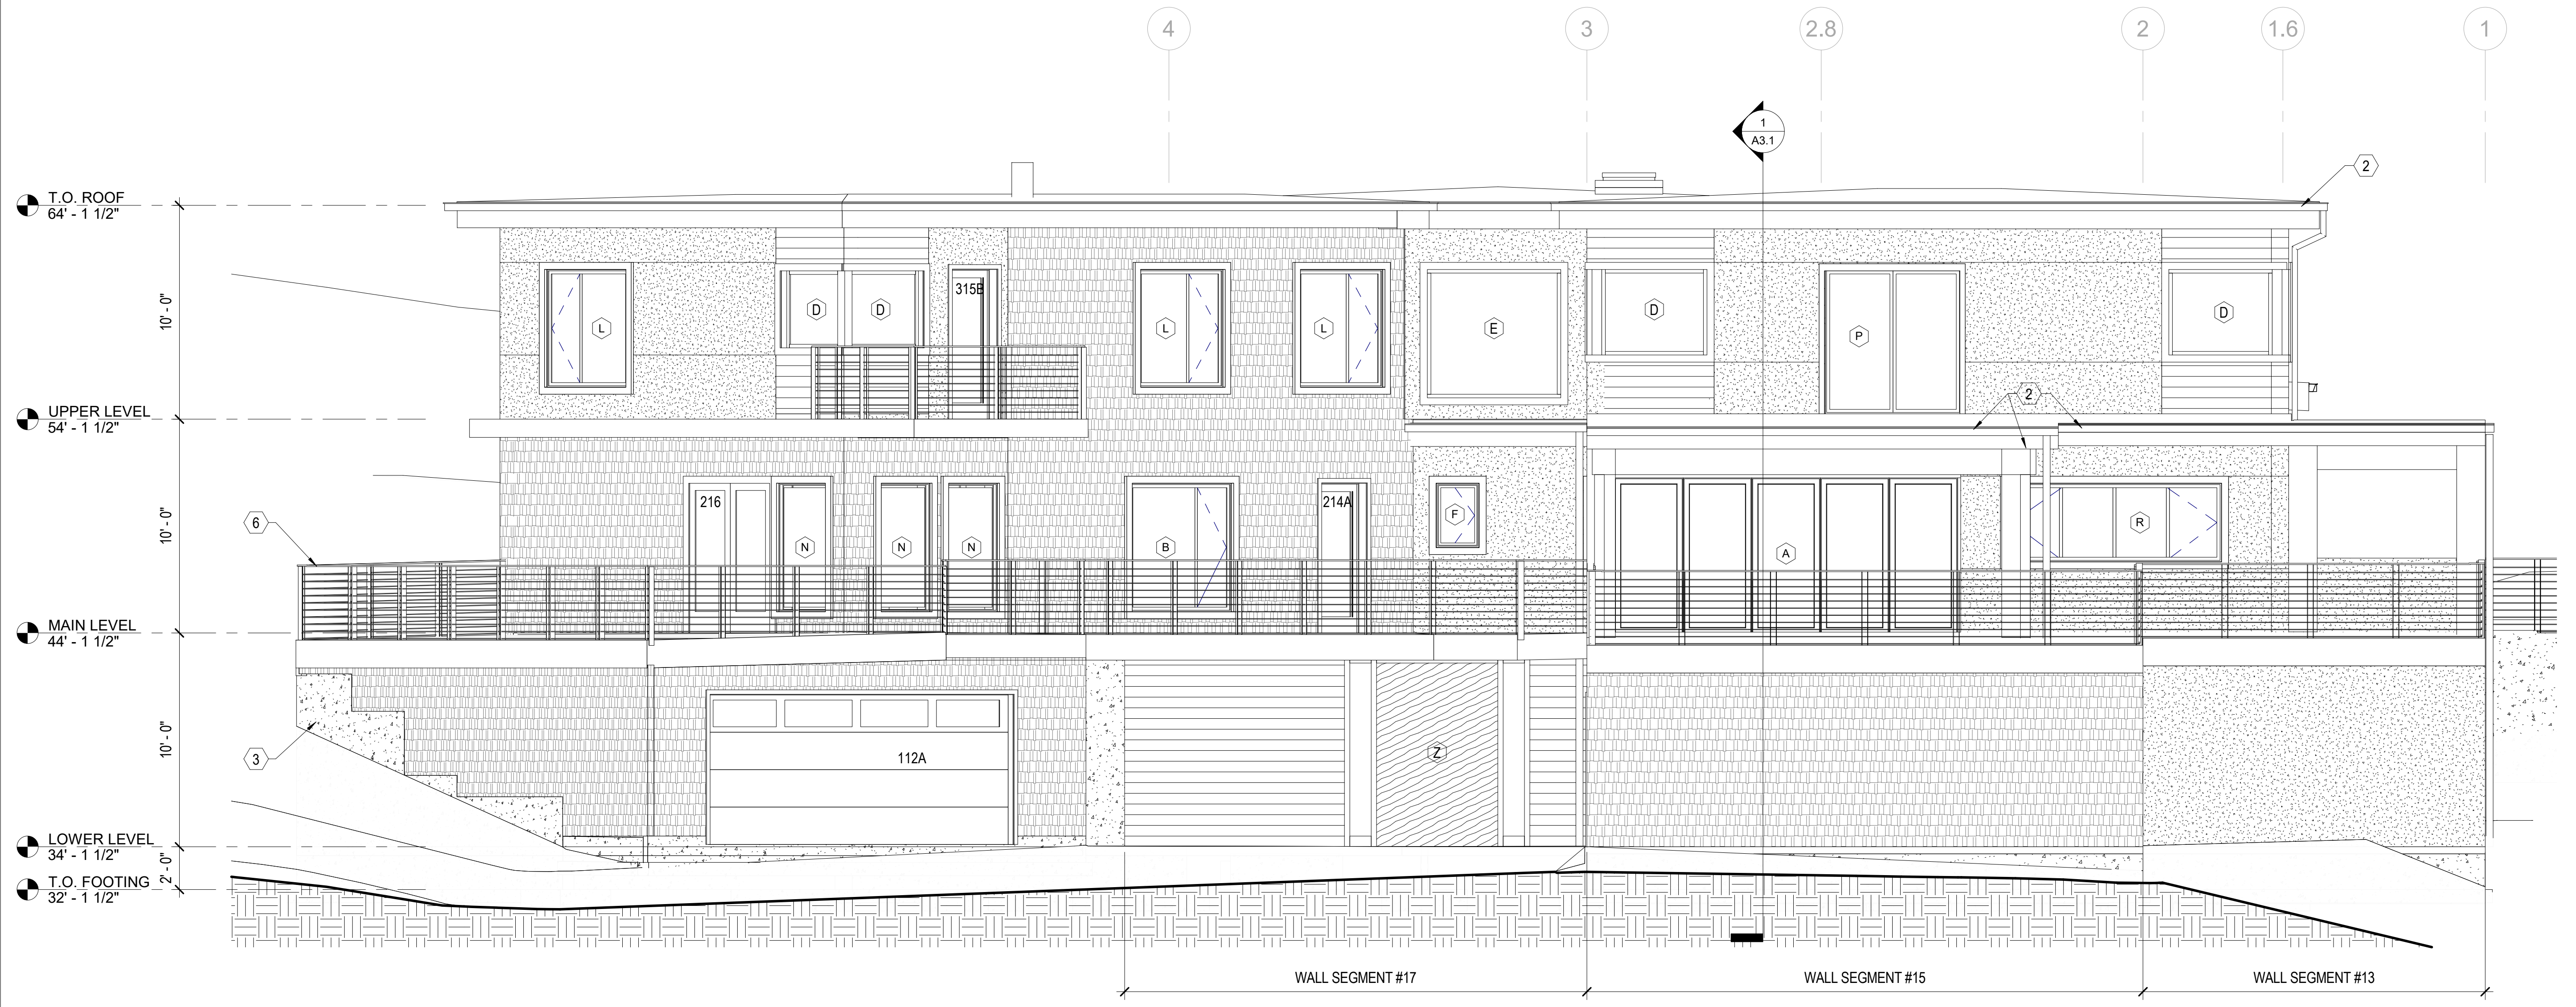 4
3
2.8
2
1.6
1
1
A3.1
2
T.O. ROOF
64' - 1 1/2"
10' - 0"
L
D
D
315B
L
L
E
D
P
D
2
UPPER LEVEL
54' - 1 1/2"
10' - 0"
6
216
N
N
N
B
214A
F
A
R
MAIN LEVEL
44' - 1 1/2"
10' - 0"
3
112A
Z
LOWER LEVEL
34' - 1 1/2"
2' - 0"
T.O. FOOTING
32' - 1 1/2"
WALL SEGMENT #17
WALL SEGMENT #15
WALL SEGMENT #13